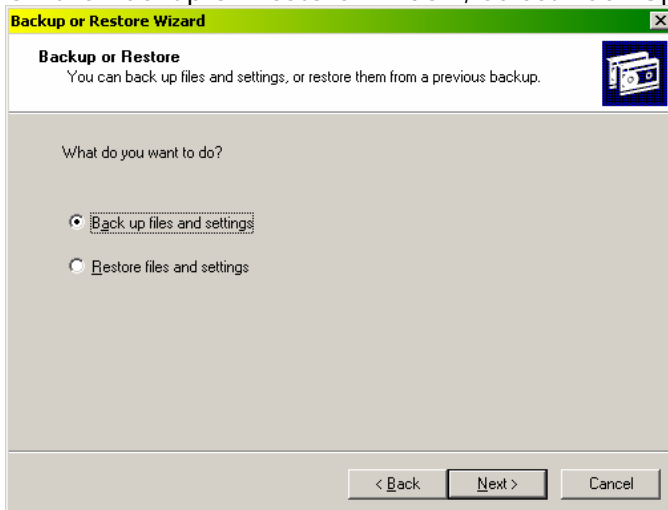 Backup or Restore Wizard
Backup or Restore
You can back up files and settings, or restore them from a previous backup.
What do you want to do?
Back up files and settings
Restore files and settings
< Back Next > Cancel